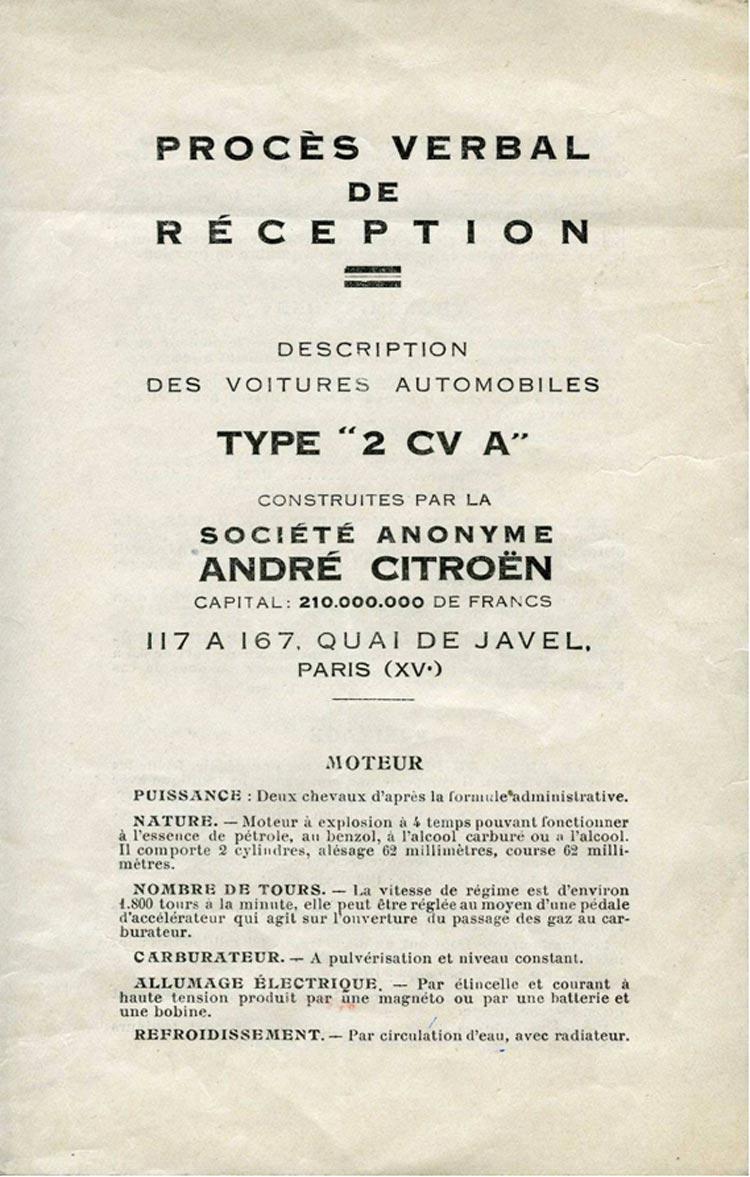 PROCÈS VERBAL
DE
RÉCEPTION
DESCRIPTION
DES VOITURES AUTOMOBILES
TYPE "2 CV A"
CONSTRUITES PAR LA
SOCIÉTÉ ANONYME
ANDRÉ CITROËN
CAPITAL: 210.000.000 DE FRANCS
117 A 167, QUAI DE JAVEL,
PARIS (XVe)
MOTEUR
PUISSANCE : Deux chevaux d'après la formule administrative.
NATURE. — Moteur à explosion à 4 temps pouvant fonctionner
à l'essence de pétrole, au benzol, à l'alcool carburé ou a l'alcool.
Il comporte 2 cylindres, alésage 62 millimètres, course 62 milli-
mètres.
NOMBRE DE TOURS. — La vitesse de régime est d'environ
1.800 tours à la minute, elle peut être réglée au moyen d'une pédale
d'accélérateur qui agit sur l'ouverture du passage des gaz au car-
burateur.
CARBURATEUR. — A pulvérisation et niveau constant.
ALLUMAGE ÉLECTRIQUE. — Par étincelle et courant à
haute tension produit par une magnéto ou par une batterie et
une bobine.
REFROIDISSEMENT. — Par circulation d'eau, avec radiateur.